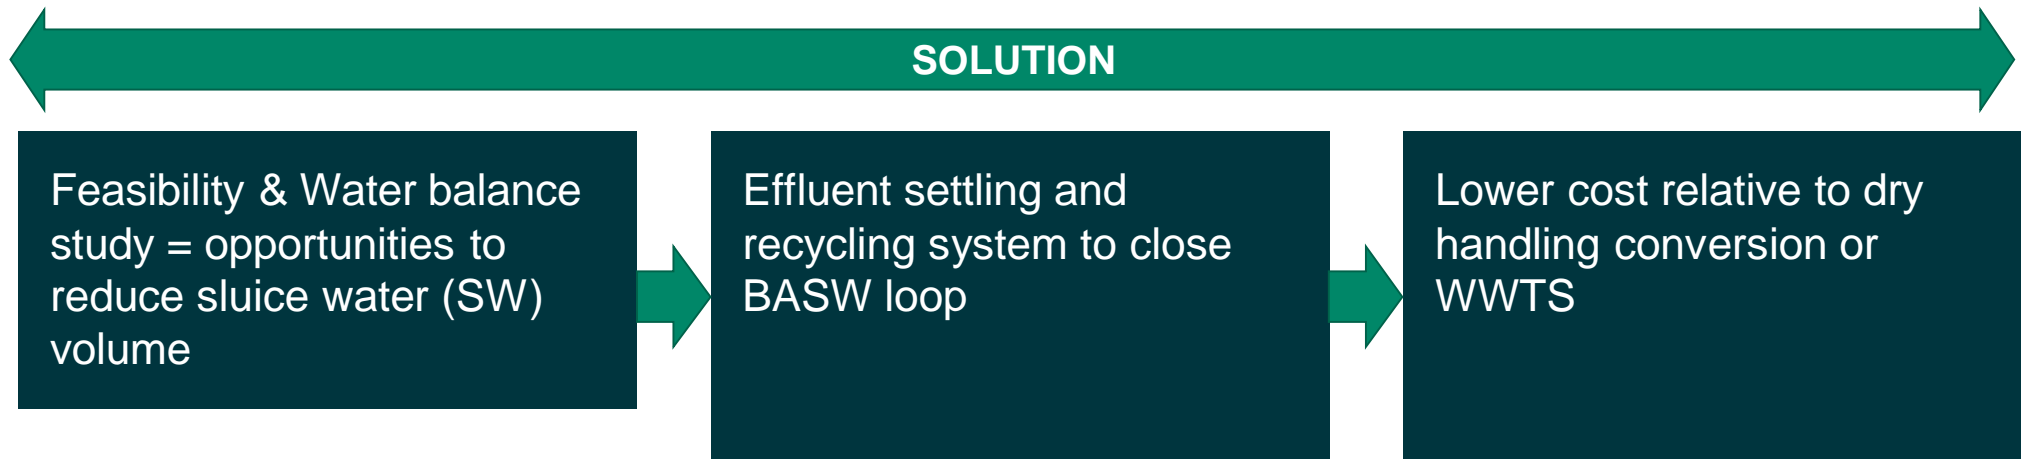 SOLUTION
Feasibility & Water balance
study = opportunities to
reduce sluice water (SW)
volume
Effluent settling and
recycling system to close
BASW loop
Lower cost relative to dry
handling conversion or
WWTS